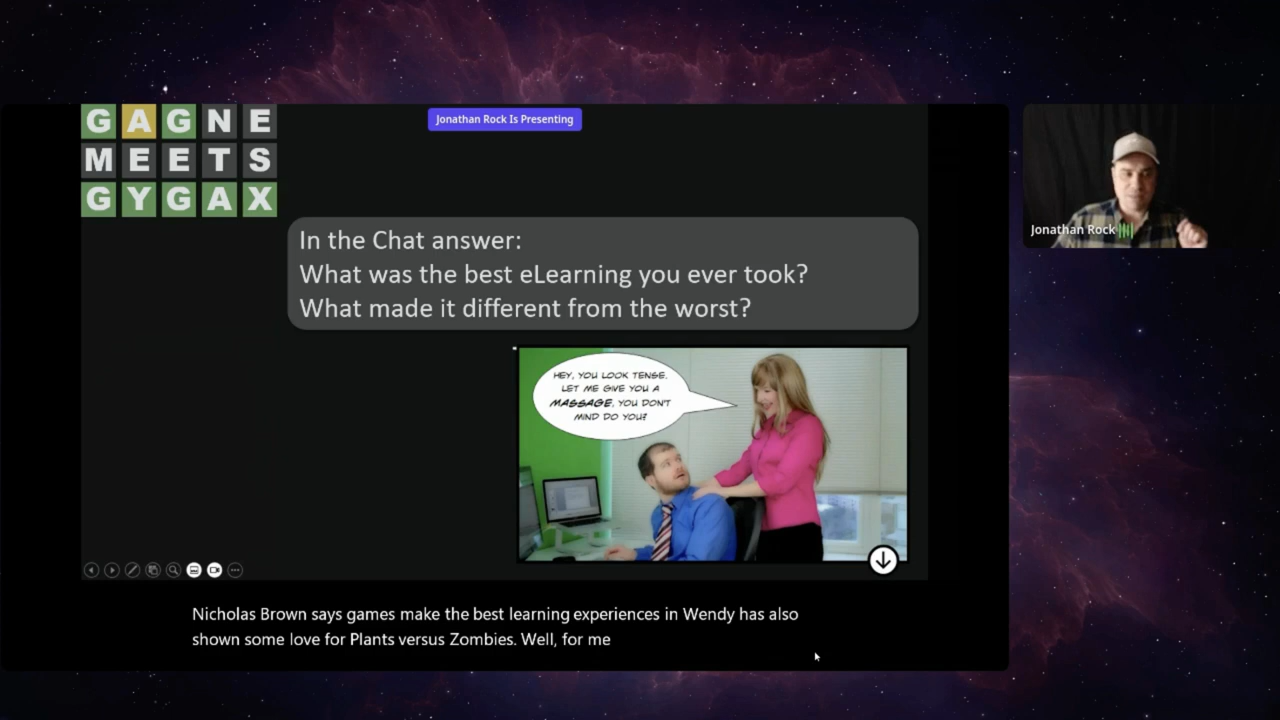 GAGNE
MEETS
GYGAX
Jonathan Rock Is Presenting
In the Chat answer:
What was the best eLearning you ever took?
What made it different from the worst?
HEY, YOU LOOK TENSE.
LET ME GIVE YOU A
MASSAGE, YOU DON'T
MIND DO YOU?
Jonathan Rock
Nicholas Brown says games make the best learning experiences in Wendy has also
shown some love for Plants versus Zombies. Well, for me